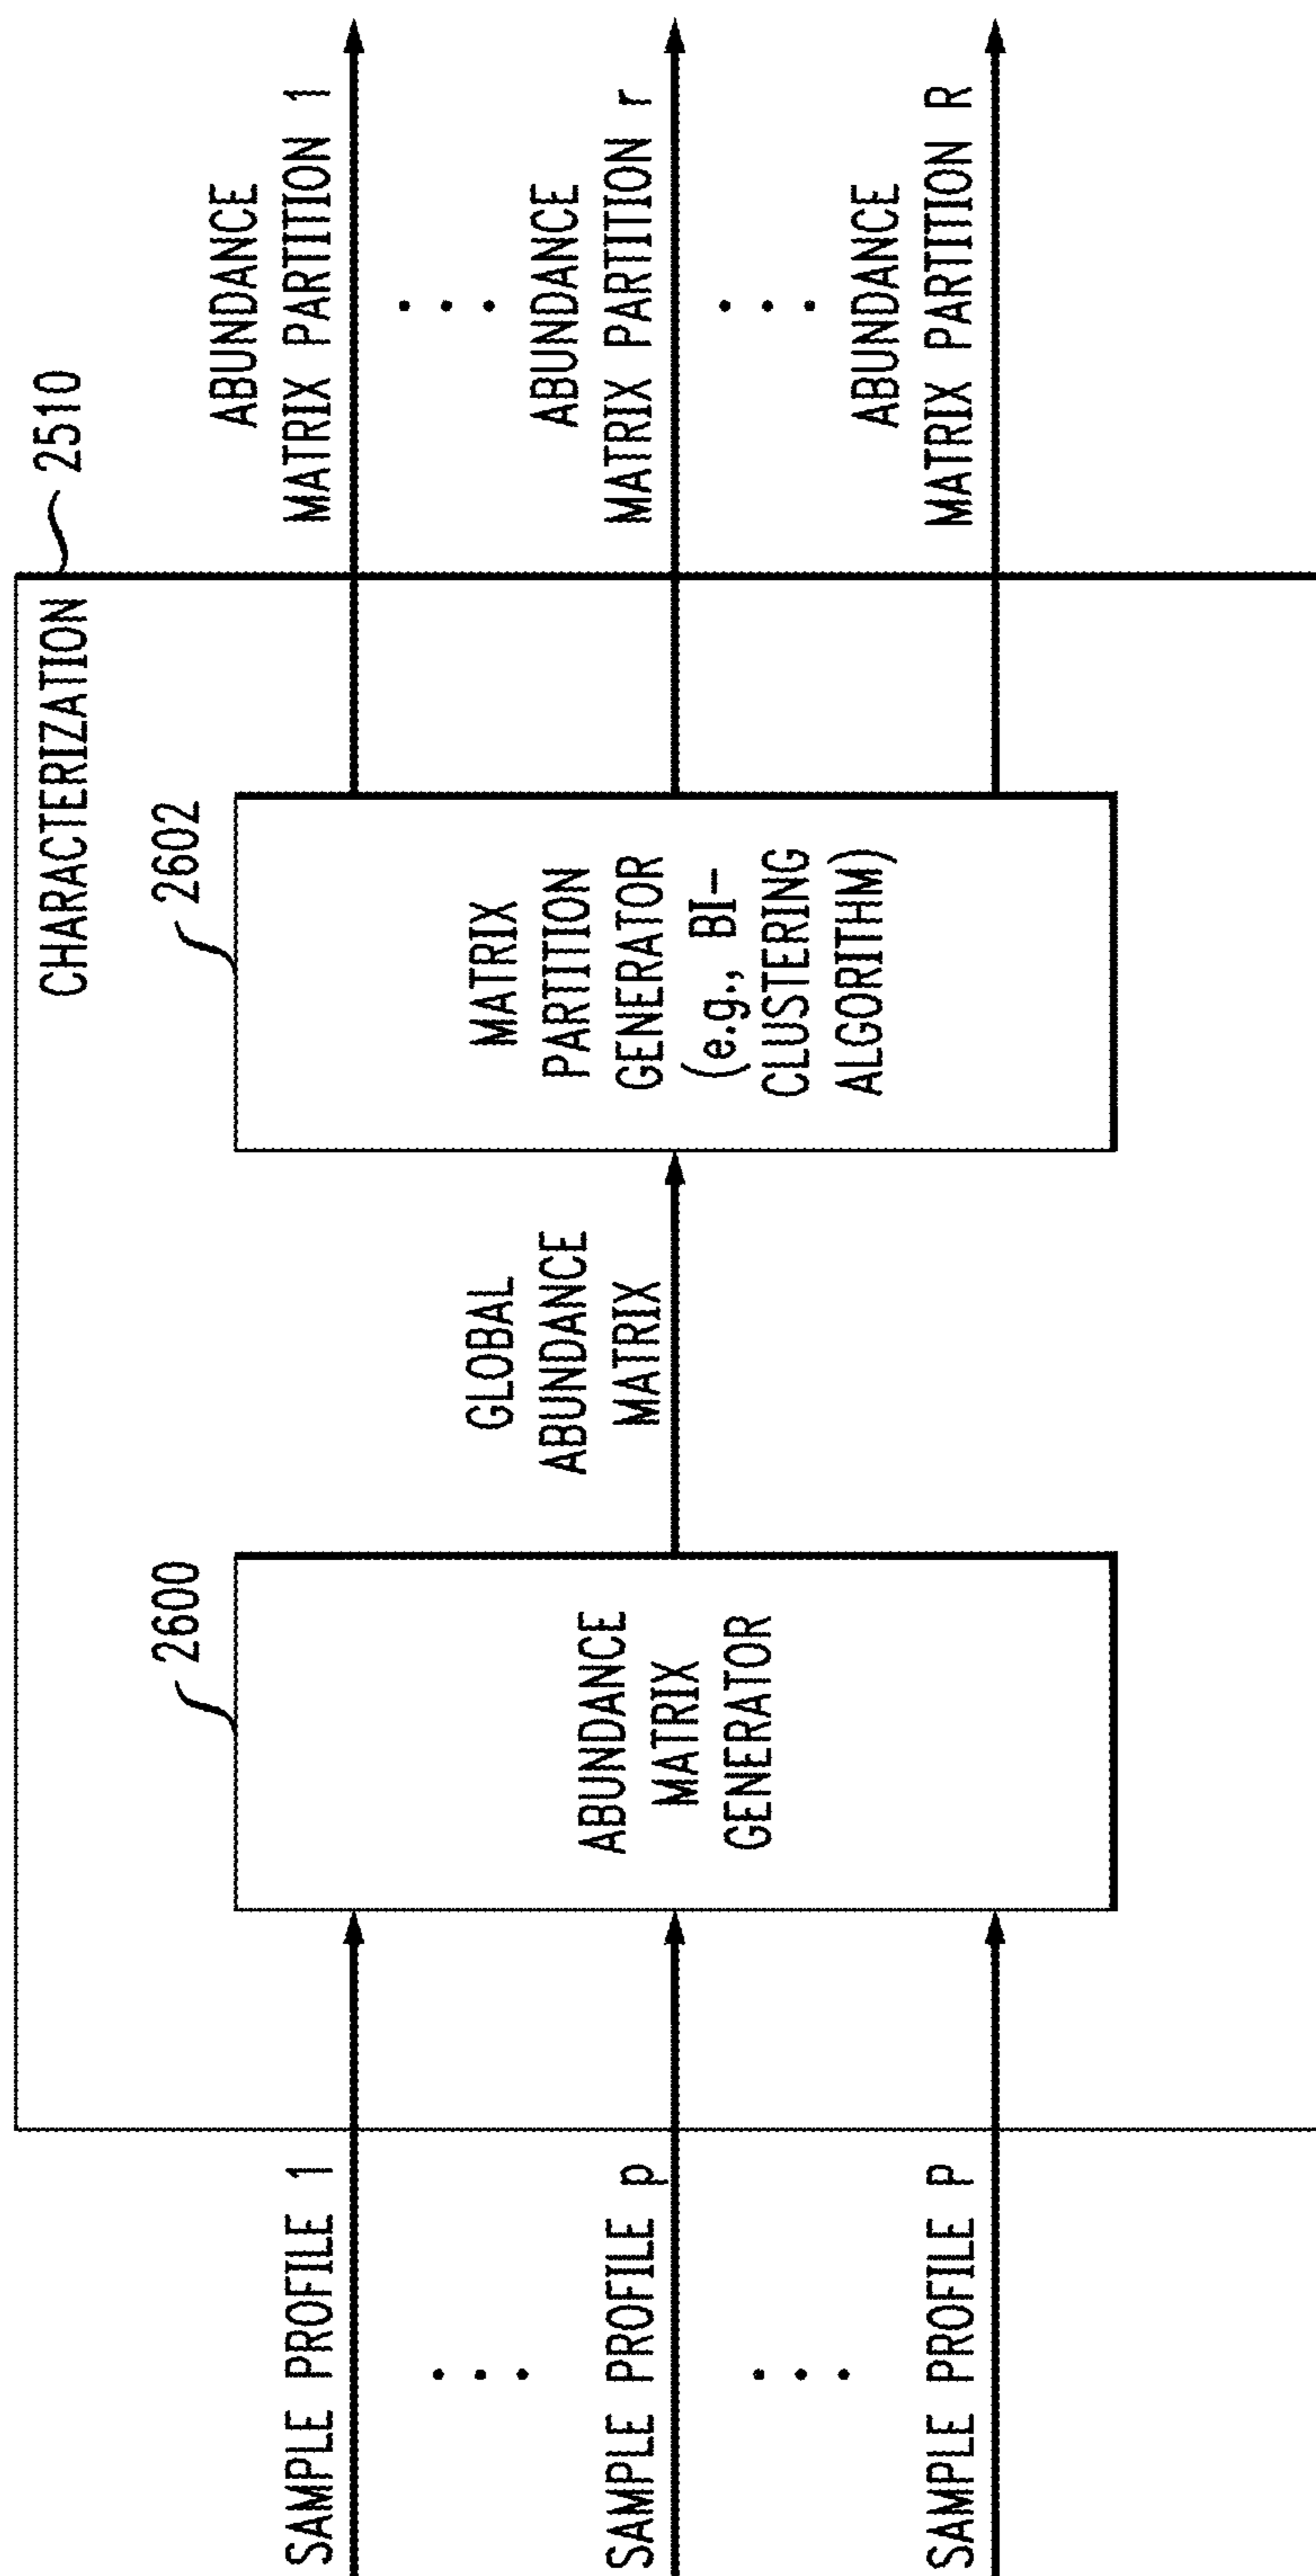 CHARACTERIZATION
2510
SAMPLE PROFILE 1
. . .
SAMPLE PROFILE p
. . .
SAMPLE PROFILE P
2600
ABUNDANCE
MATRIX
GENERATOR
GLOBAL
ABUNDANCE
MATRIX
2602
MATRIX
PARTITION
GENERATOR
(e.g., BI-
CLUSTERING
ALGORITHM)
ABUNDANCE
MATRIX PARTITION 1
. . .
ABUNDANCE
MATRIX PARTITION r
. . .
ABUNDANCE
MATRIX PARTITION R